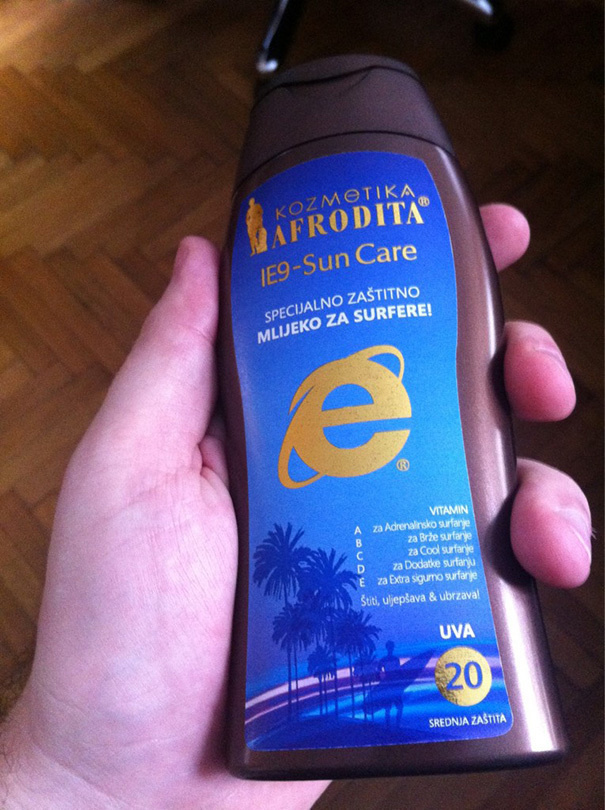 KOZMETIKA
AFRODITA®
IE9-Sun Care
SPECIJALNO ZAŠTITNO
MLIJEKO ZA SURFERE!
e
®
VITAMIN
A za Adrenalinsko surfanje
B za Brže surfanje
C za Cool surfanje
D za Dodatke surfanju
E za Extra sigurno surfanje
Štiti, uljepšava & ubrzava!
UVA
20
SREDNJA ZAŠTITA